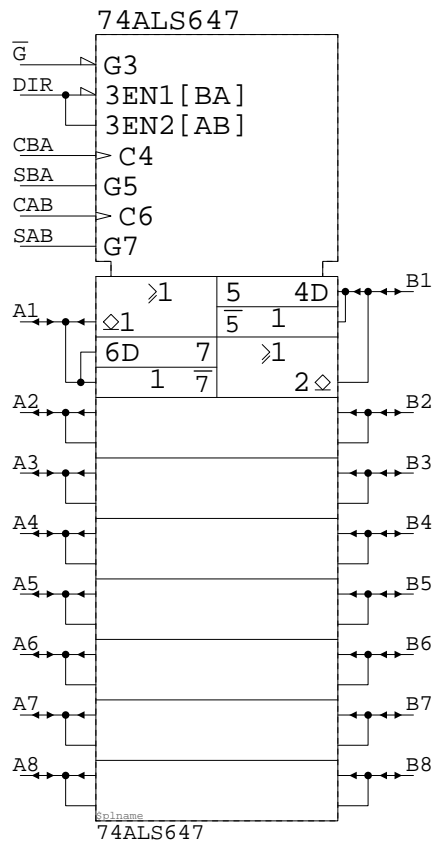 74ALS647
G̅ G3
DIR 3EN1[BA]
3EN2[AB]
CBA C4
SBA G5
CAB C6
SAB G7
≥1 5 4D B1
A1 ◇1 5̅ 1
6D 7 ≥1
1 7̅ 2◇
A2 B2
A3 B3
A4 B4
A5 B5
A6 B6
A7 B7
A8 B8
$plname
74ALS647